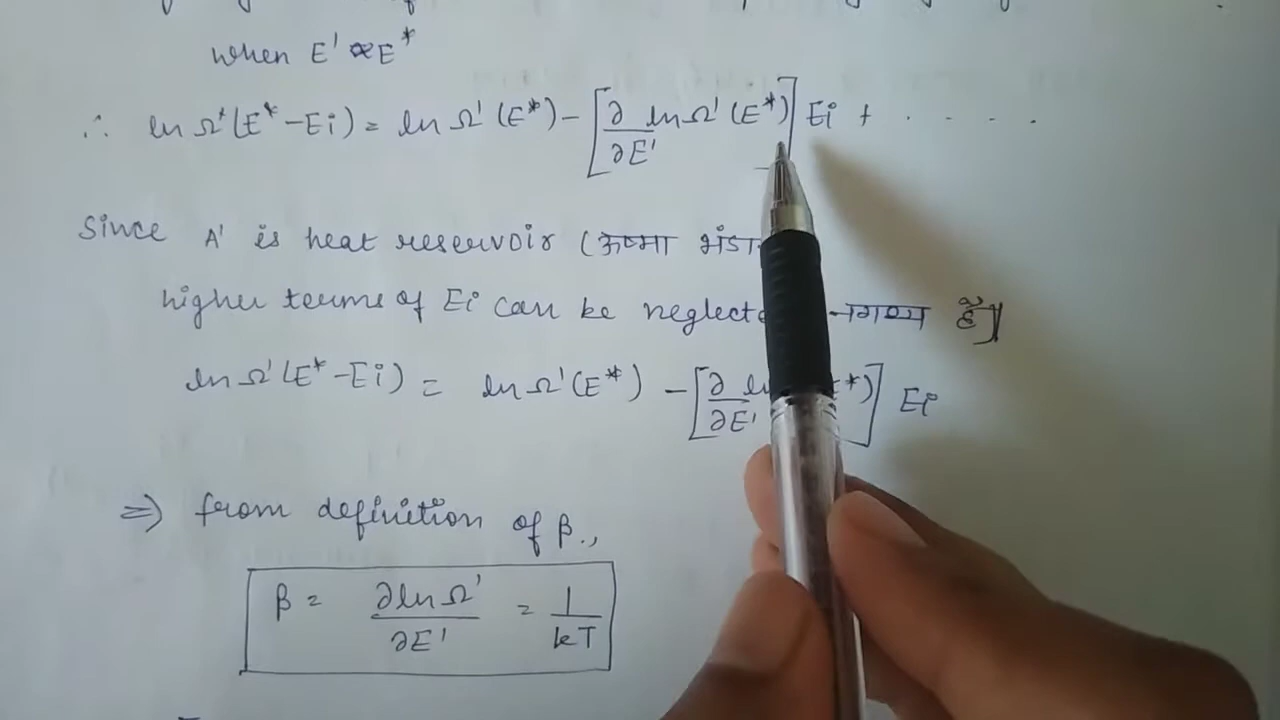 when E' ≈ E*
∴ ln Ω'(E* - Ei) = ln Ω'(E*) - [∂/∂E' ln Ω'(E*)] Ei + · · · ·
Since A' is heat reservoir (ऊष्मा
higher terms of Ei can be नगण्य हैं]
ln Ω'(E* - Ei) = ln Ω'(E*) - [∂/∂E' *)] Ei
⇒ from definition of β.,
β = ∂ln Ω'/∂E' = 1/kT